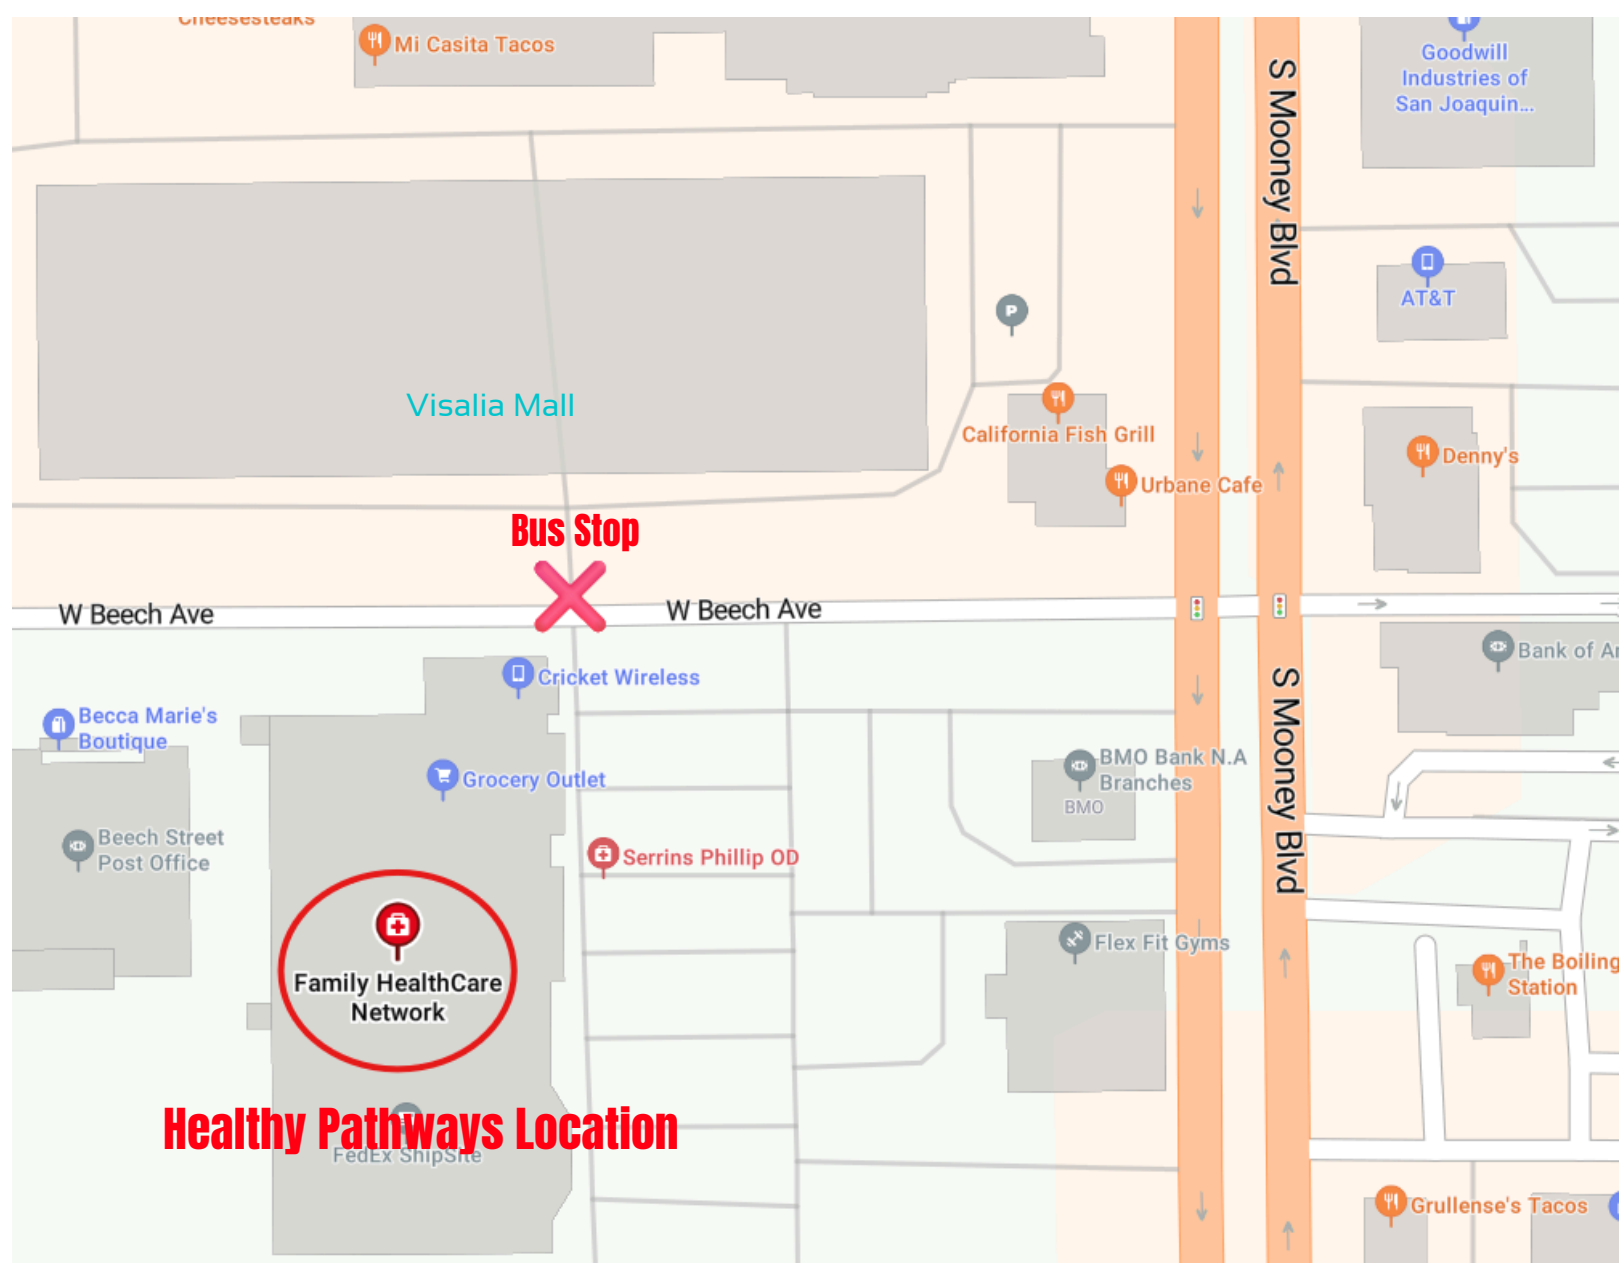 Cheesesteaks
Mi Casita Tacos
S Mooney Blvd
Goodwill
Industries of
San Joaquin...
P
AT&T
Visalia Mall
California Fish Grill
Denny's
Urbane Cafe
Bus Stop
W Beech Ave
W Beech Ave
Bank of A
Cricket Wireless
Becca Marie's
Boutique
S Mooney Blvd
BMO Bank N.A
Branches
BMO
Grocery Outlet
Beech Street
Post Office
Serrins Phillip OD
Family HealthCare
Network
Flex Fit Gyms
The Boiling
Station
Healthy Pathways Location
FedEx ShipSite
Grullense's Tacos